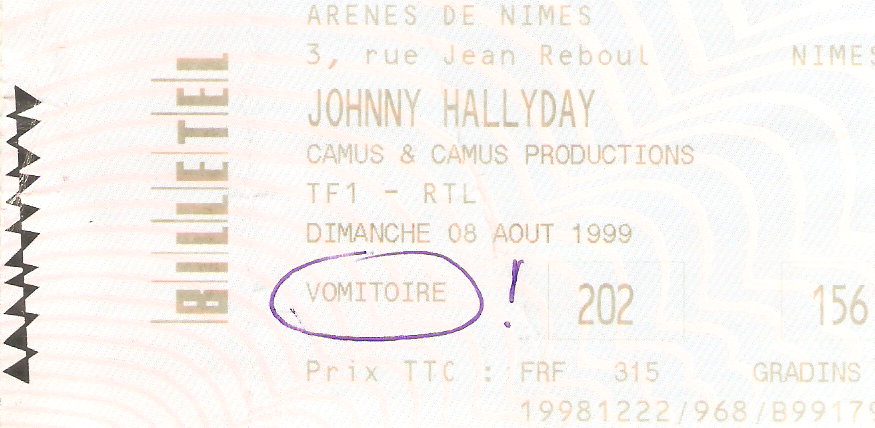 ARENES DE NIMES
3, rue Jean Reboul NIMES
JOHNNY HALLYDAY
CAMUS & CAMUS PRODUCTIONS
TF1 - RTL
DIMANCHE 08 AOUT 1999
VOMITOIRE ! 202 156
Prix TTC : FRF 315 GRADINS
19981222/968/B99179
BILLETEL